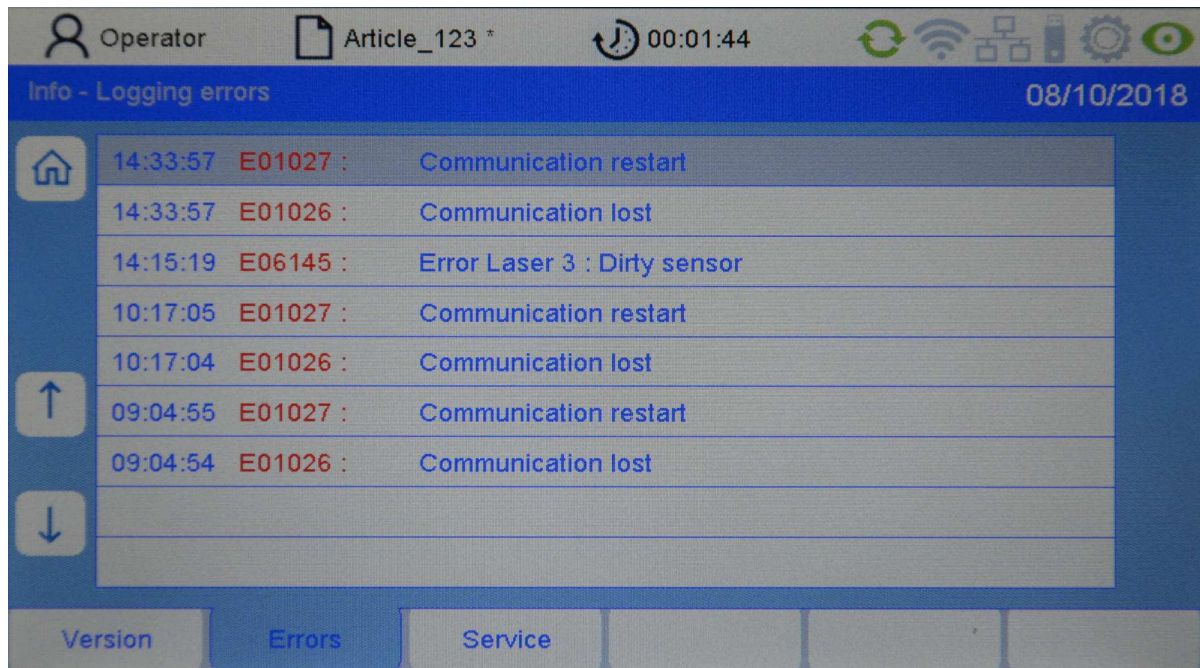 Operator Article_123 * 00:01:44
Info - Logging errors 08/10/2018
14:33:57 E01027 : Communication restart
14:33:57 E01026 : Communication lost
14:15:19 E06145 : Error Laser 3 : Dirty sensor
10:17:05 E01027 : Communication restart
10:17:04 E01026 : Communication lost
09:04:55 E01027 : Communication restart
09:04:54 E01026 : Communication lost
Version Errors Service